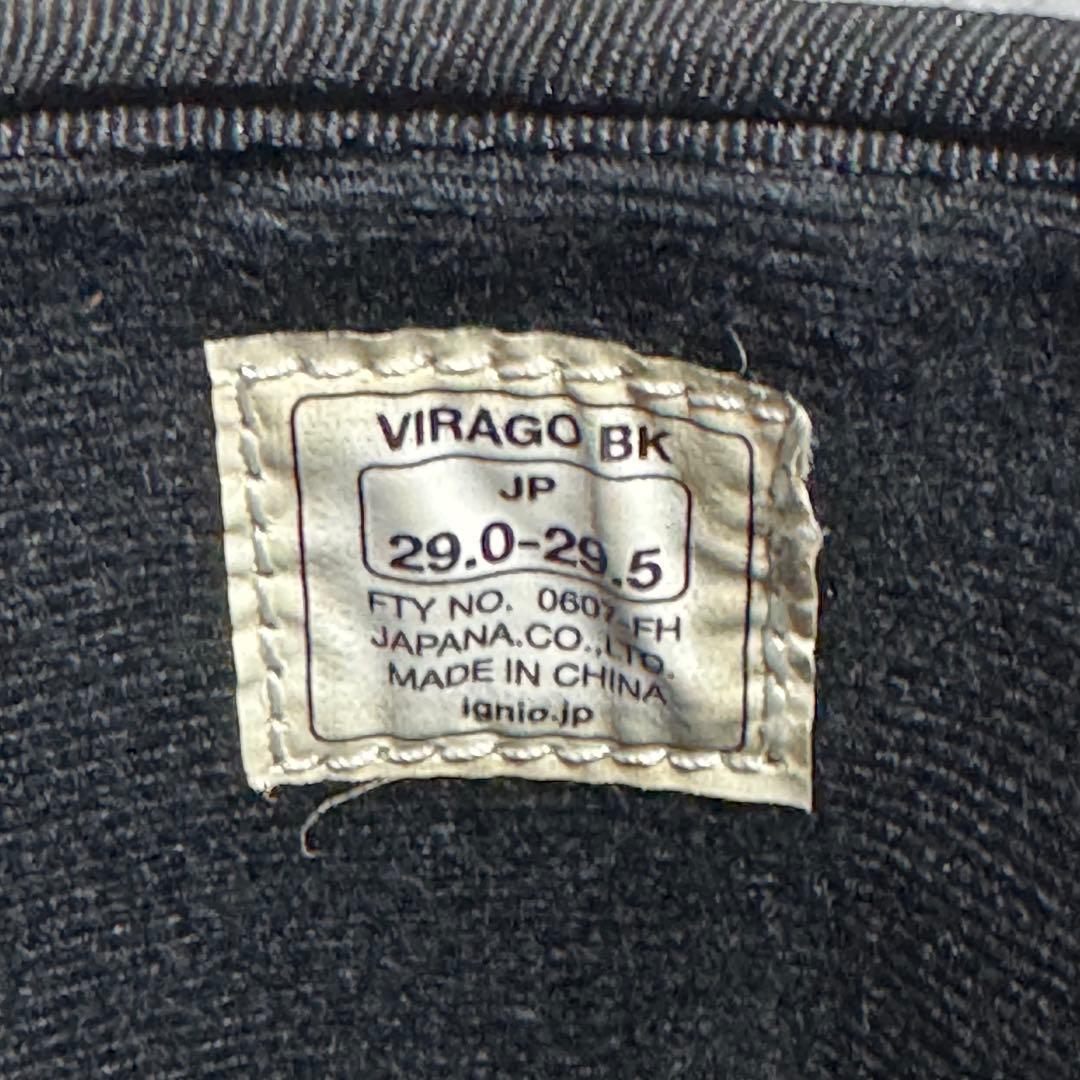 VIRAGO BK
JP
29.0-29.5
FTY NO. 0607-FH
JAPANA.CO.,LTD.
MADE IN CHINA
ignio.jp